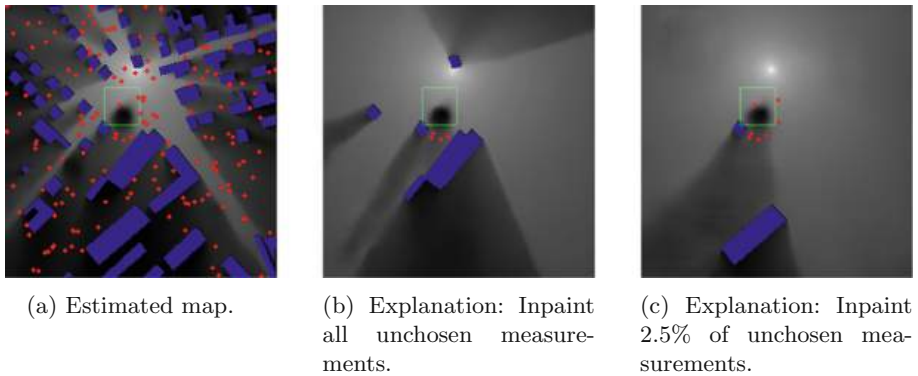 (a) Estimated map.
(b) Explanation: Inpaint
all unchosen measure-
ments.
(c) Explanation: Inpaint
2.5% of unchosen mea-
surements.